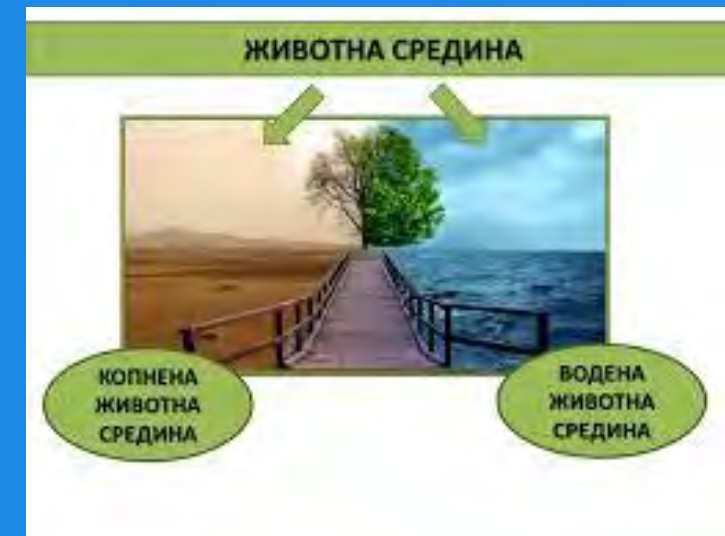 ЖИВОТНА СРЕДИНА
КОПНЕНА
ЖИВОТНА
СРЕДИНА
ВОДЕНА
ЖИВОТНА
СРЕДИНА